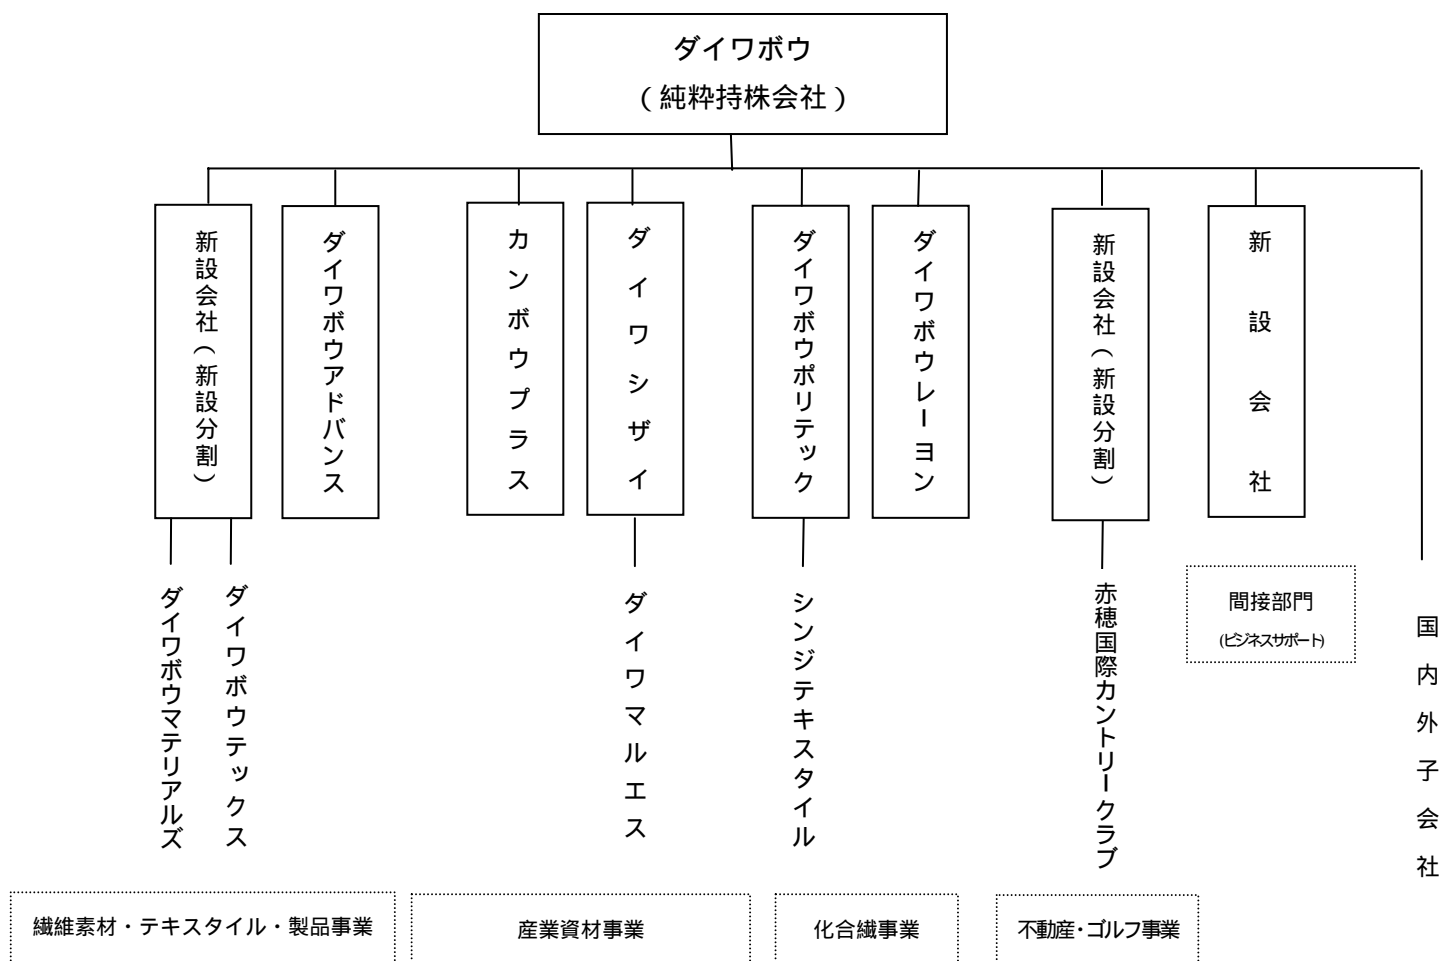 ダイワボウ
(純粋持株会社)
新設会社(新設分割)
ダイワボウアドバンス
カンボウプラス
ダイワシザイ
ダイワボウポリテック
ダイワボウレーヨン
新設会社(新設分割)
新設会社
ダイワボウマテリアルズ
ダイワボウテックス
ダイワマルエス
シンジテキスタイル
赤穂国際カントリークラブ
間接部門
(ビジネスサポート)
国内外子会社
繊維素材・テキスタイル・製品事業
産業資材事業
化合繊事業
不動産・ゴルフ事業